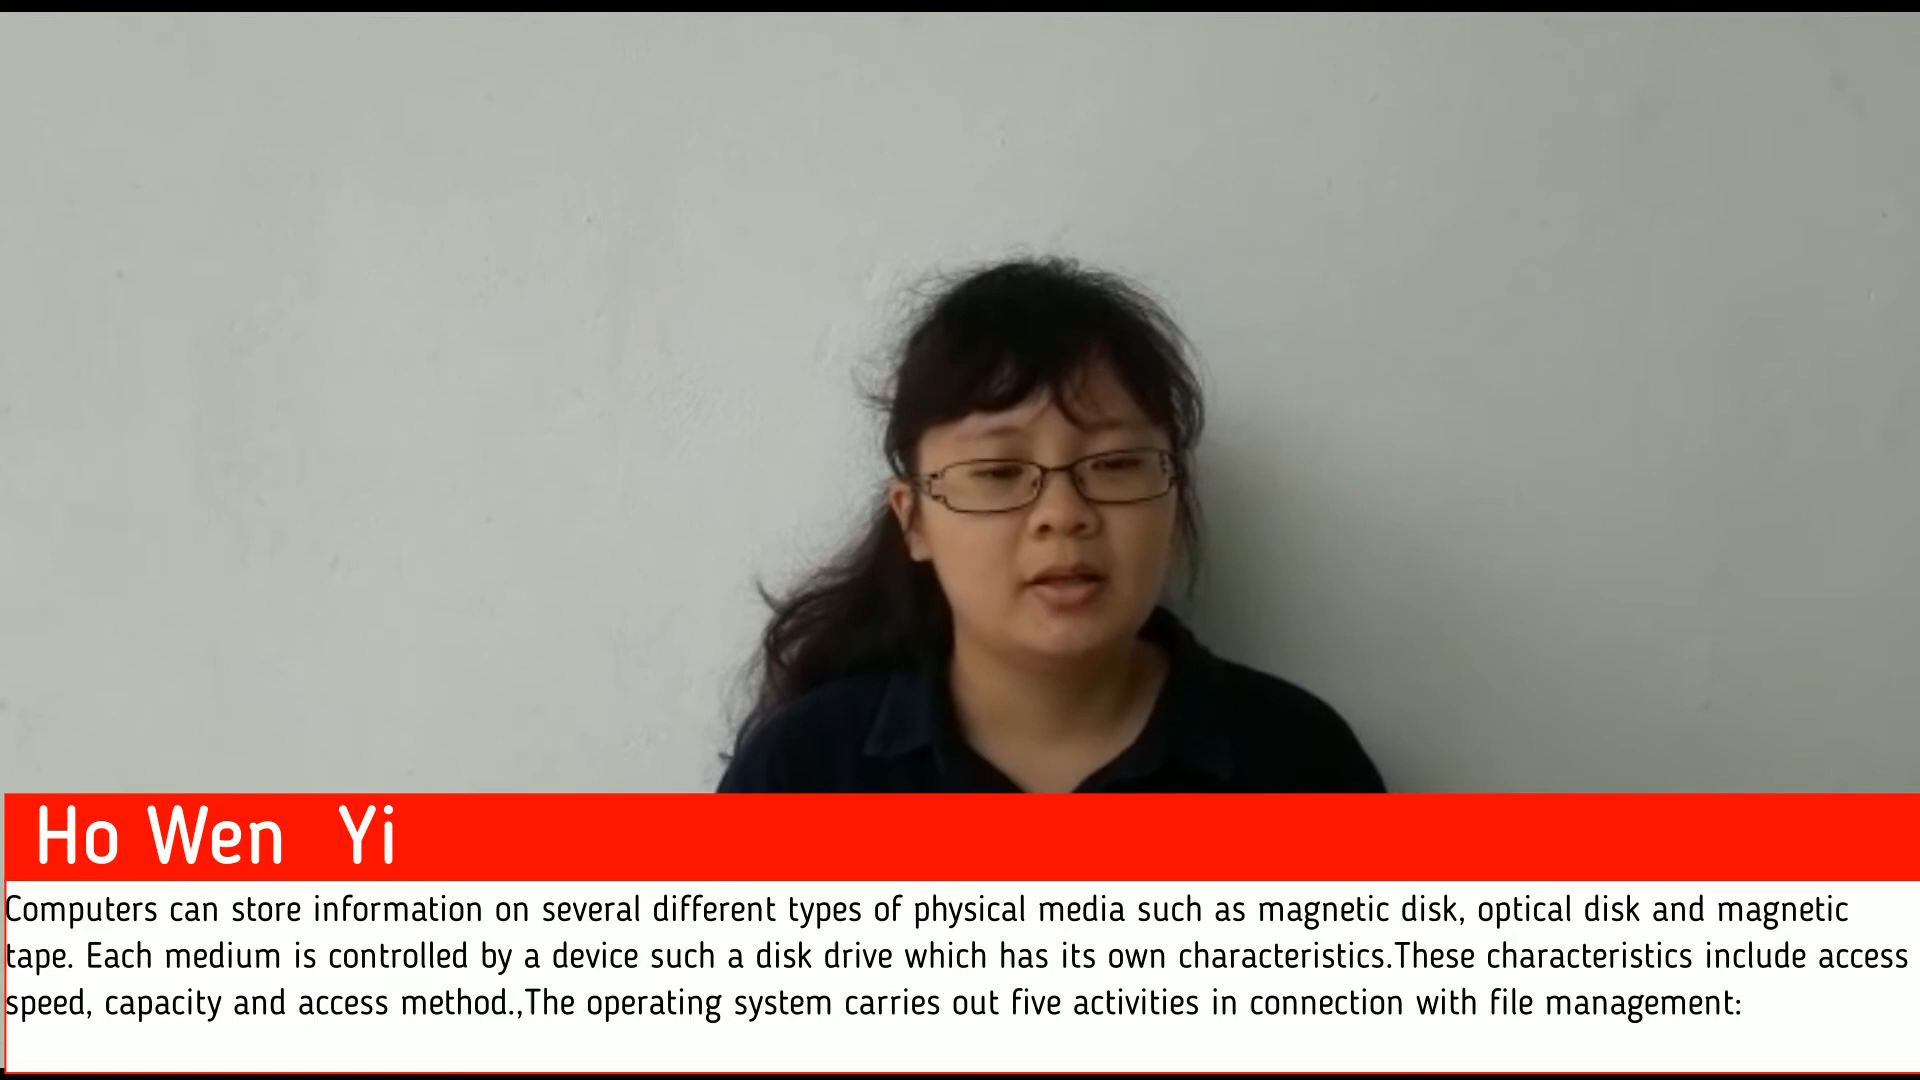 Ho Wen Yi
Computers can store information on several different types of physical media such as magnetic disk, optical disk and magnetic
tape. Each medium is controlled by a device such a disk drive which has its own characteristics.These characteristics include access
speed, capacity and access method.,The operating system carries out five activities in connection with file management: